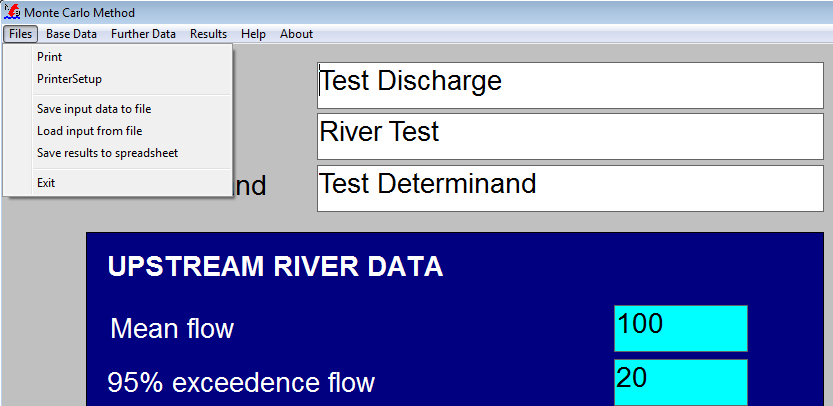 Monte Carlo Method
Files Base Data Further Data Results Help About
Print
PrinterSetup
Save input data to file
Load input from file
Save results to spreadsheet
Exit
Test Discharge
River Test
nd Test Determinand
UPSTREAM RIVER DATA
Mean flow 100
95% exceedence flow 20